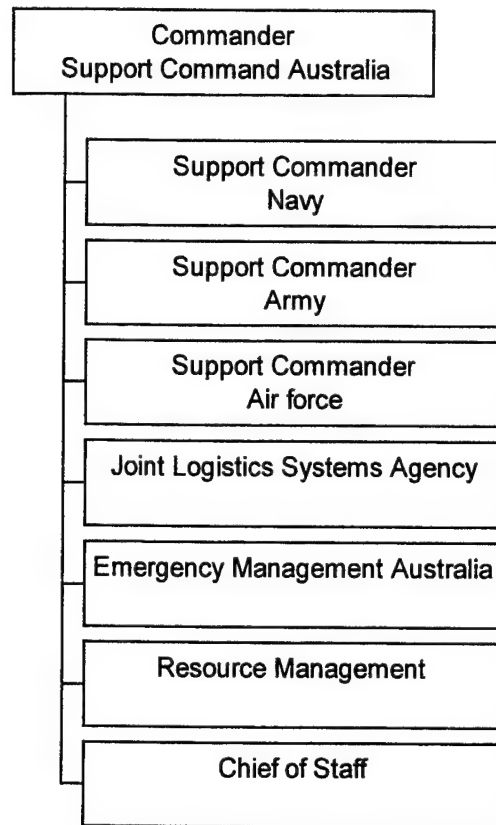 Commander
Support Command Australia
Support Commander
Navy
Support Commander
Army
Support Commander
Air force
Joint Logistics Systems Agency
Emergency Management Australia
Resource Management
Chief of Staff